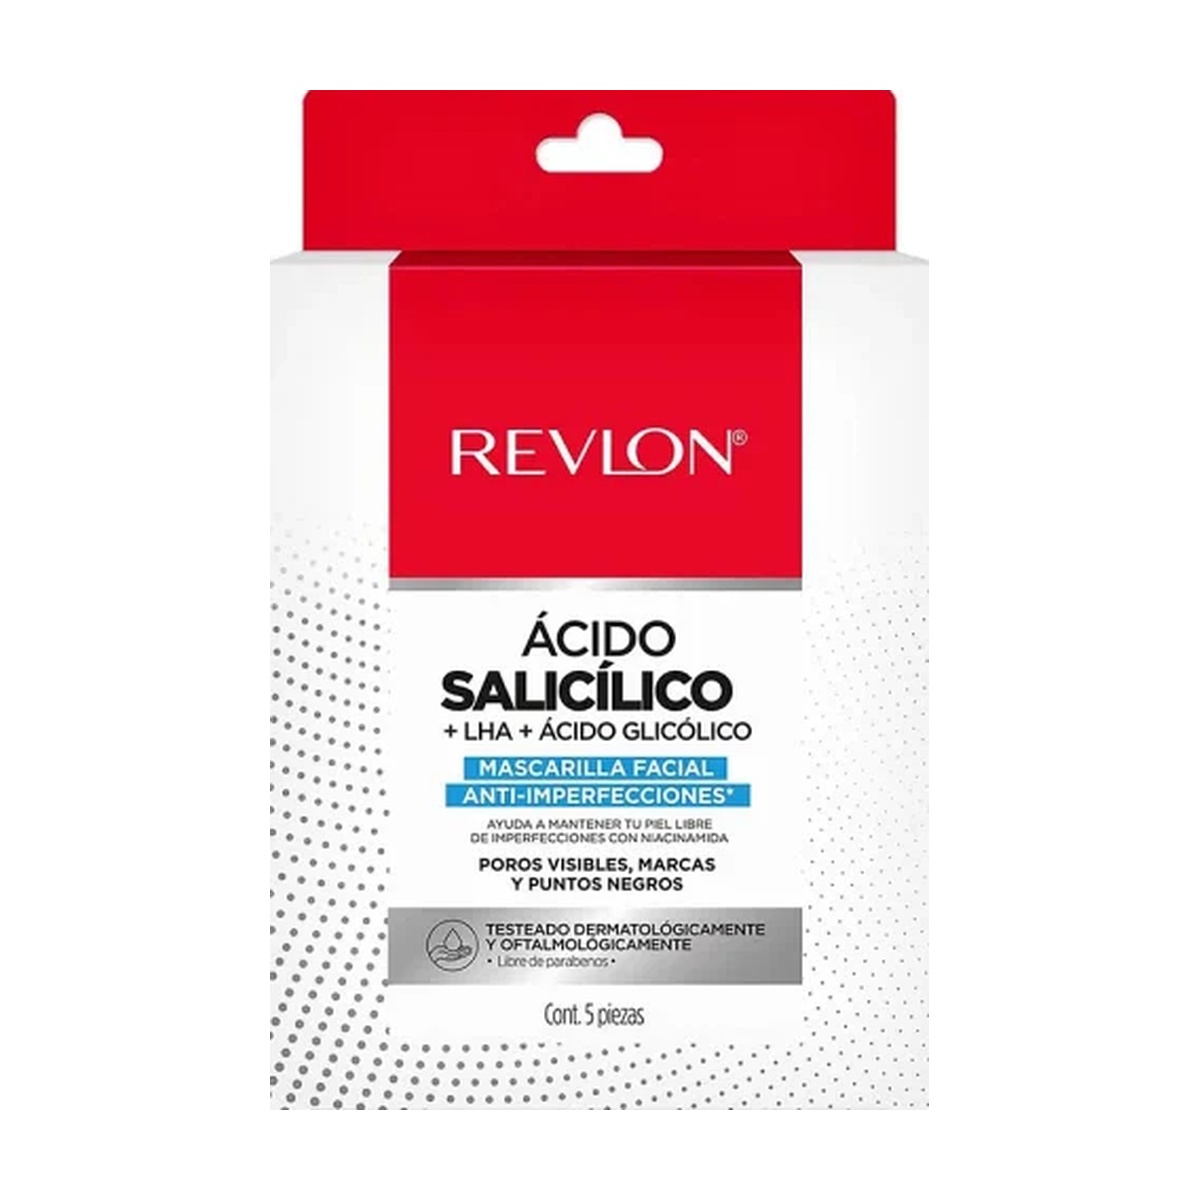 REVLON®
ÁCIDO
SALICÍLICO
+ LHA + ÁCIDO GLICÓLICO
MASCARILLA FACIAL
ANTI-IMPERFECCIONES*
AYUDA A MANTENER TU PIEL LIBRE
DE IMPERFECCIONES CON NIACINAMIDA
POROS VISIBLES, MARCAS
Y PUNTOS NEGROS
TESTEADO DERMATOLÓGICAMENTE
Y OFTALMOLÓGICAMENTE
• Libre de parabenos •
Cont. 5 piezas